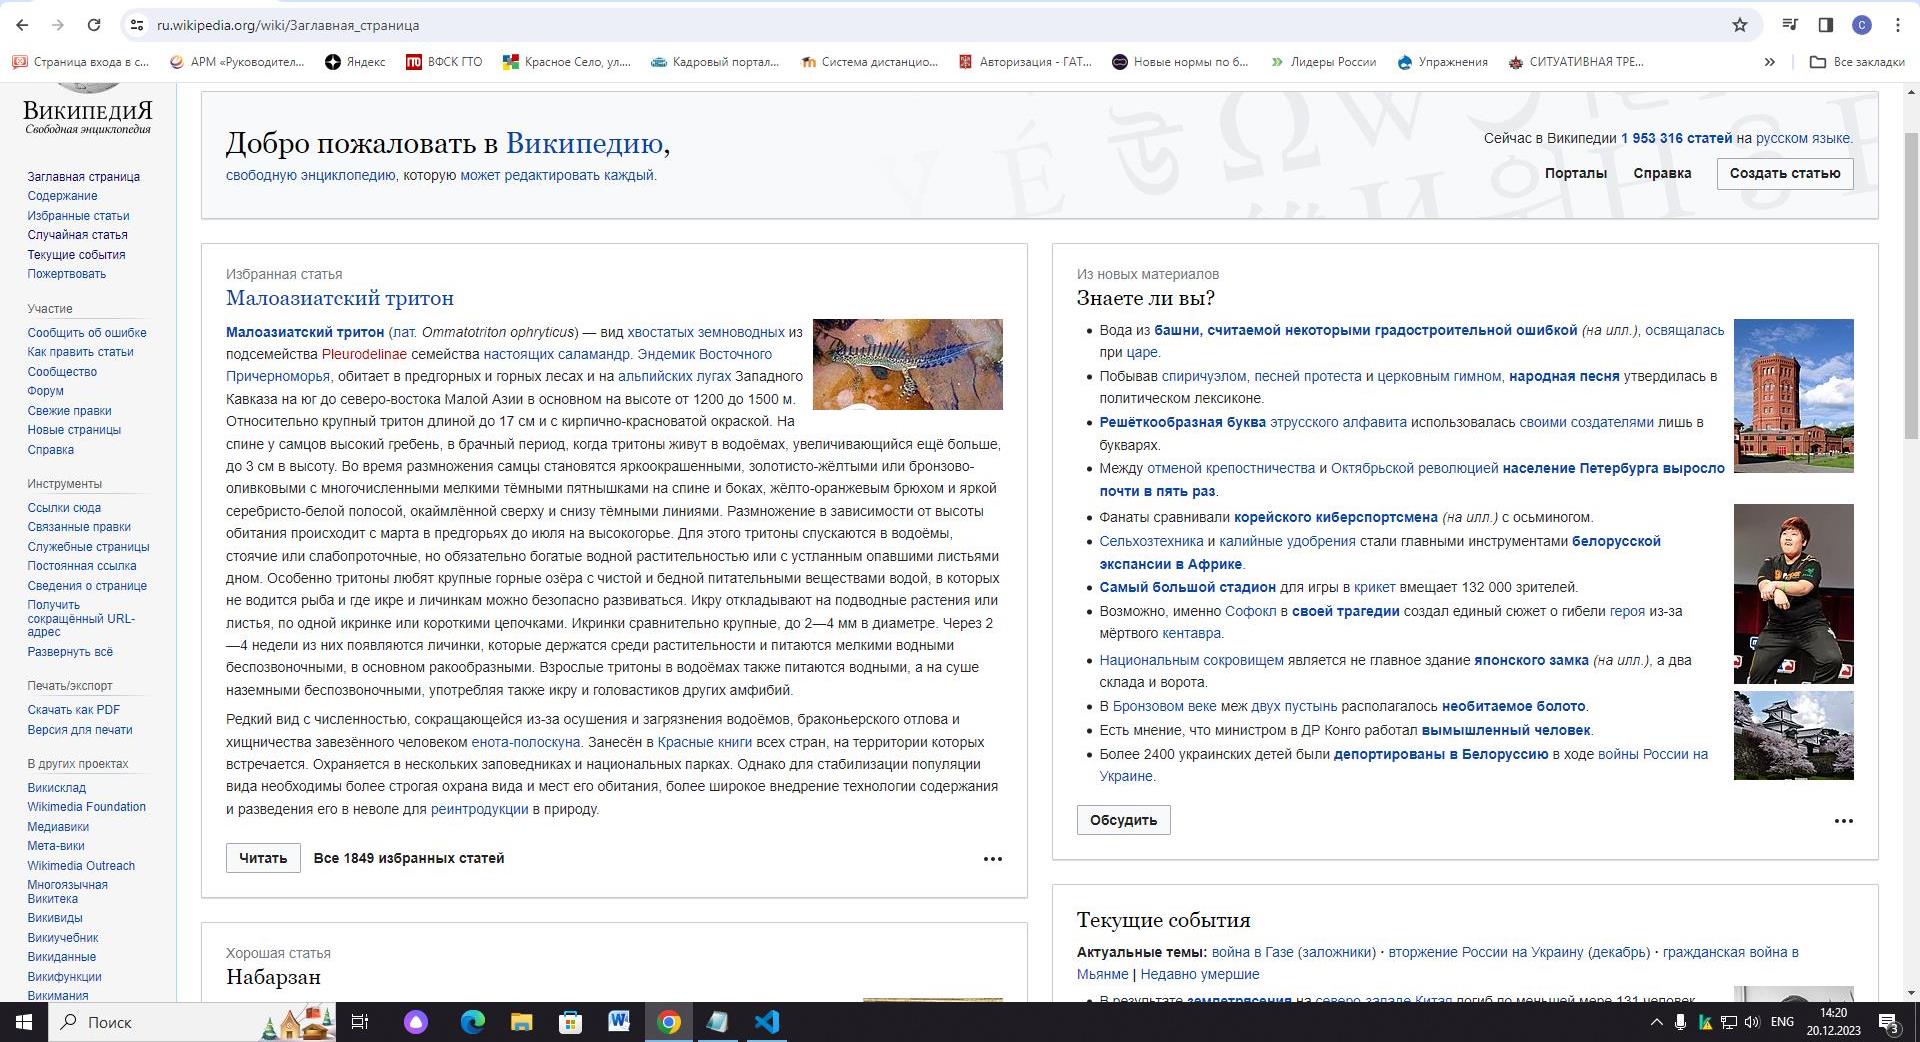 ru.wikipedia.org/wiki/Заглавная_страница
С
Страница входа в с...
АРМ «Руководител...
Яндекс
ВФСК ГТО
Красное Село, ул....
Кадровый портал...
Система дистанцио...
Авторизация - ГАТ...
Новые нормы по б...
Лидеры России
Упражнения
СИТУАТИВНАЯ ТРЕ...
»
Все закладки
ВикипедиЯ
Свободная энциклопедия
Заглавная страница
Содержание
Избранные статьи
Случайная статья
Текущие события
Пожертвовать
Участие
Сообщить об ошибке
Как править статьи
Сообщество
Форум
Свежие правки
Новые страницы
Справка
Инструменты
Ссылки сюда
Связанные правки
Служебные страницы
Постоянная ссылка
Сведения о странице
Получить
сокращённый URL-
адрес
Развернуть всё
Печать/экспорт
Скачать как PDF
Версия для печати
В других проектах
Викисклад
Wikimedia Foundation
Медиавики
Мета-вики
Wikimedia Outreach
Многоязычная
Викитека
Викивиды
Викиучебник
Викиданные
Викифункции
Викимания
Добро пожаловать в Википедию,
свободную энциклопедию, которую может редактировать каждый.
Сейчас в Википедии 1 953 316 статей на русском языке.
Порталы Справка Создать статью
Избранная статья
Малоазиатский тритон
Малоазиатский тритон (лат. Ommatotriton ophryticus) — вид хвостатых земноводных из
подсемейства Pleurodelinae семейства настоящих саламандр. Эндемик Восточного
Причерноморья, обитает в предгорных и горных лесах и на альпийских лугах Западного
Кавказа на юг до северо-востока Малой Азии в основном на высоте от 1200 до 1500 м.
Относительно крупный тритон длиной до 17 см и с кирпично-красноватой окраской. На
спине у самцов высокий гребень, в брачный период, когда тритоны живут в водоёмах, увеличивающийся ещё больше,
до 3 см в высоту. Во время размножения самцы становятся яркоокрашенными, золотисто-жёлтыми или бронзово-
оливковыми с многочисленными мелкими тёмными пятнышками на спине и боках, жёлто-оранжевым брюхом и яркой
серебристо-белой полосой, окаймлённой сверху и снизу тёмными линиями. Размножение в зависимости от высоты
обитания происходит с марта в предгорьях до июля на высокогорье. Для этого тритоны спускаются в водоёмы,
стоячие или слабопроточные, но обязательно богатые водной растительностью или с устланным опавшими листьями
дном. Особенно тритоны любят крупные горные озёра с чистой и бедной питательными веществами водой, в которых
не водится рыба и где икре и личинкам можно безопасно развиваться. Икру откладывают на подводные растения или
листья, по одной икринке или короткими цепочками. Икринки сравнительно крупные, до 2—4 мм в диаметре. Через 2
—4 недели из них появляются личинки, которые держатся среди растительности и питаются мелкими водными
беспозвоночными, в основном ракообразными. Взрослые тритоны в водоёмах также питаются водными, а на суше
наземными беспозвоночными, употребляя также икру и головастиков других амфибий.
Редкий вид с численностью, сокращающейся из-за осушения и загрязнения водоёмов, браконьерского отлова и
хищничества завезённого человеком енота-полоскуна. Занесён в Красные книги всех стран, на территории которых
встречается. Охраняется в нескольких заповедниках и национальных парках. Однако для стабилизации популяции
вида необходимы более строгая охрана вида и мест его обитания, более широкое внедрение технологии содержания
и разведения его в неволе для реинтродукции в природу.
Читать Все 1849 избранных статей
Хорошая статья
Набарзан
Из новых материалов
Знаете ли вы?
Вода из башни, считаемой некоторыми градостроительной ошибкой (на илл.), освящалась
при царе.
Побывав спиричуэлом, песней протеста и церковным гимном, народная песня утвердилась в
политическом лексиконе.
Решёткообразная буква этрусского алфавита использовалась своими создателями лишь в
букварях.
Между отменой крепостничества и Октябрьской революцией население Петербурга выросло
почти в пять раз.
Фанаты сравнивали корейского киберспортсмена (на илл.) с осьминогом.
Сельхозтехника и калийные удобрения стали главными инструментами белорусской
экспансии в Африке.
Самый большой стадион для игры в крикет вмещает 132 000 зрителей.
Возможно, именно Софокл в своей трагедии создал единый сюжет о гибели героя из-за
мёртвого кентавра.
Национальным сокровищем является не главное здание японского замка (на илл.), а два
склада и ворота.
В Бронзовом веке меж двух пустынь располагалось необитаемое болото.
Есть мнение, что министром в ДР Конго работал вымышленный человек.
Более 2400 украинских детей были депортированы в Белоруссию в ходе войны России на
Украине.
Обсудить
Текущие события
Актуальные темы: война в Газе (заложники) · вторжение России на Украину (декабрь) · гражданская война в
Мьянме | Недавно умершие
В результате землетрясения на северо-западе Китая погиб по меньшей мере 131 человек
Поиск
ENG
14:20
20.12.2023
3